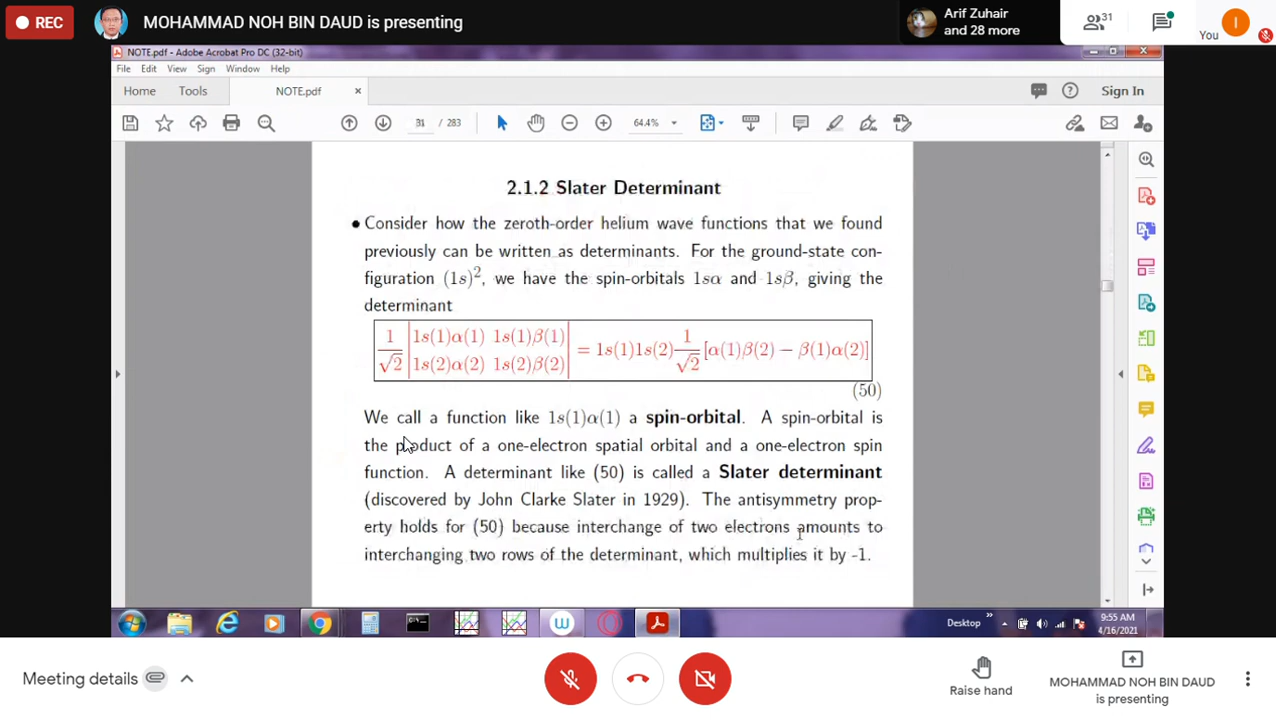 REC
MOHAMMAD NOH BIN DAUD is presenting
Arif Zuhair
and 28 more
31
You
I
NOTE.pdf - Adobe Acrobat Pro DC (32-bit)
File Edit View Sign Window Help
Home Tools NOTE.pdf × Sign In
31 / 283 64.4%
2.1.2 Slater Determinant
● Consider how the zeroth-order helium wave functions that we found
previously can be written as determinants. For the ground-state con-
figuration (1s)², we have the spin-orbitals 1sα and 1sβ, giving the
determinant
1/√2 |1s(1)α(1) 1s(1)β(1)|
|1s(2)α(2) 1s(2)β(2)| = 1s(1)1s(2) 1/√2 [α(1)β(2) − β(1)α(2)]
(50)
We call a function like 1s(1)α(1) a spin-orbital. A spin-orbital is
the product of a one-electron spatial orbital and a one-electron spin
function. A determinant like (50) is called a Slater determinant
(discovered by John Clarke Slater in 1929). The antisymmetry prop-
erty holds for (50) because interchange of two electrons amounts to
interchanging two rows of the determinant, which multiplies it by -1.
Desktop » 9:55 AM
4/16/2021
Meeting details
Raise hand
MOHAMMAD NOH BIN DAUD
is presenting